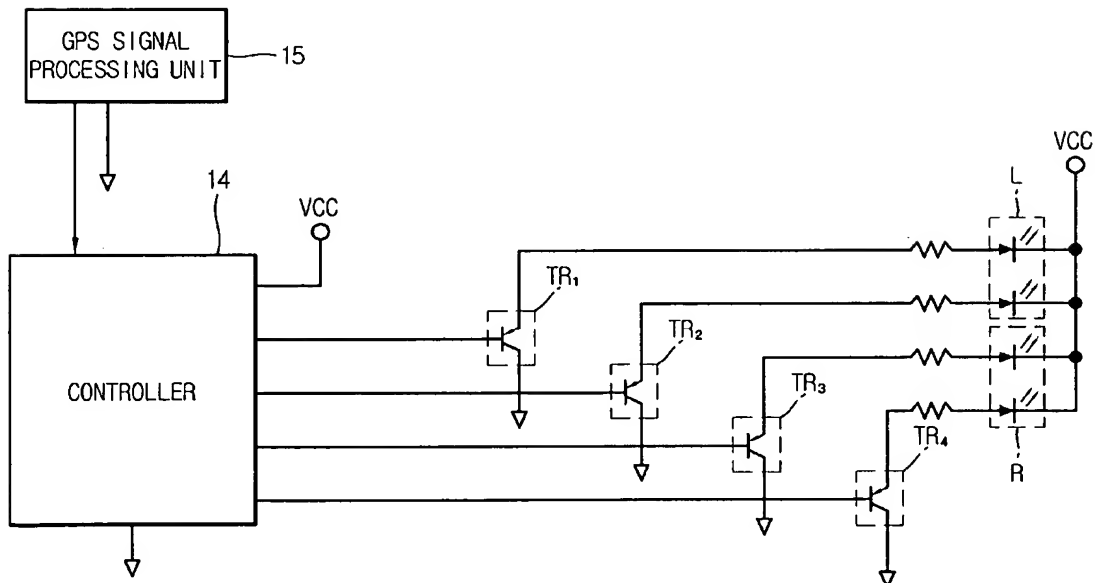 GPS SIGNAL
PROCESSING UNIT
15
14
VCC
VCC
L
TR₁
TR₂
TR₃
TR₄
CONTROLLER
R